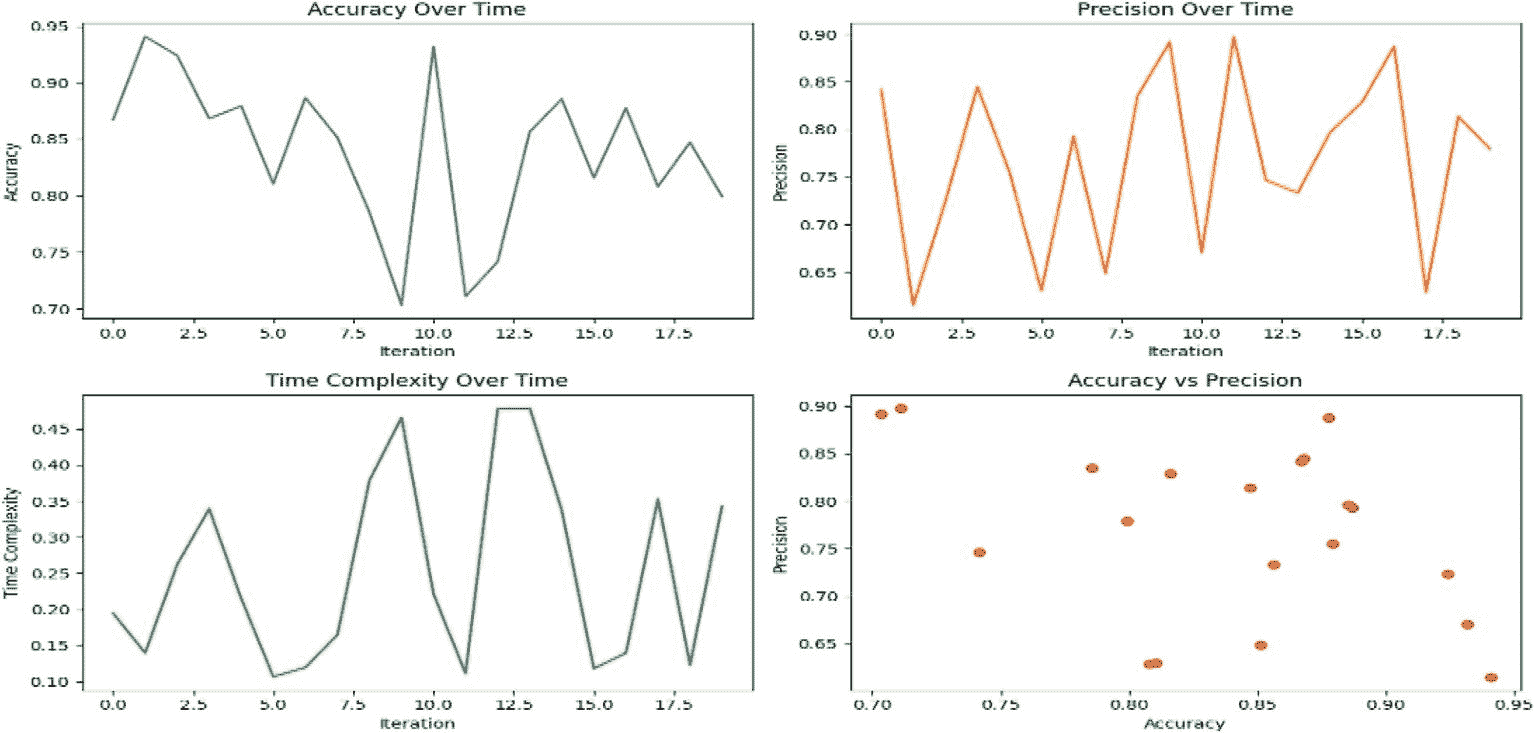 Accuracy Over Time
0.95
0.90
0.85
0.80
0.75
0.70
Accuracy
0.0 2.5 5.0 7.5 10.0 12.5 15.0 17.5
Iteration
Precision Over Time
0.90
0.85
0.80
0.75
0.70
0.65
Precision
0.0 2.5 5.0 7.5 10.0 12.5 15.0 17.5
Iteration
Time Complexity Over Time
0.45
0.40
0.35
0.30
0.25
0.20
0.15
0.10
Time Complexity
0.0 2.5 5.0 7.5 10.0 12.5 15.0 17.5
Iteration
Accuracy vs Precision
0.90
0.85
0.80
0.75
0.70
0.65
Precision
0.70 0.75 0.80 0.85 0.90 0.95
Accuracy